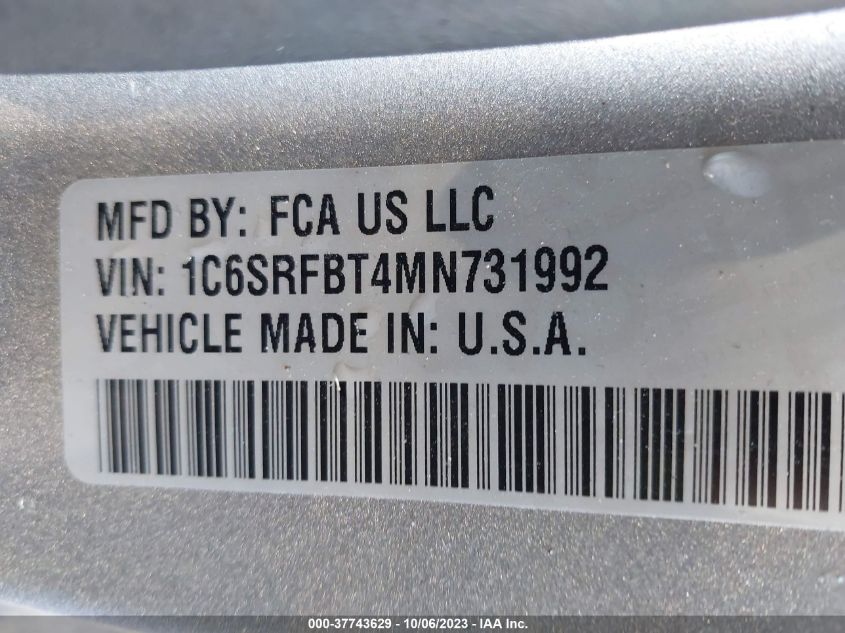 MFD BY: FCA US LLC
VIN: 1C6SRFBT4MN731992
VEHICLE MADE IN: U.S.A.
000-37743629 - 10/06/2023 - IAA Inc.